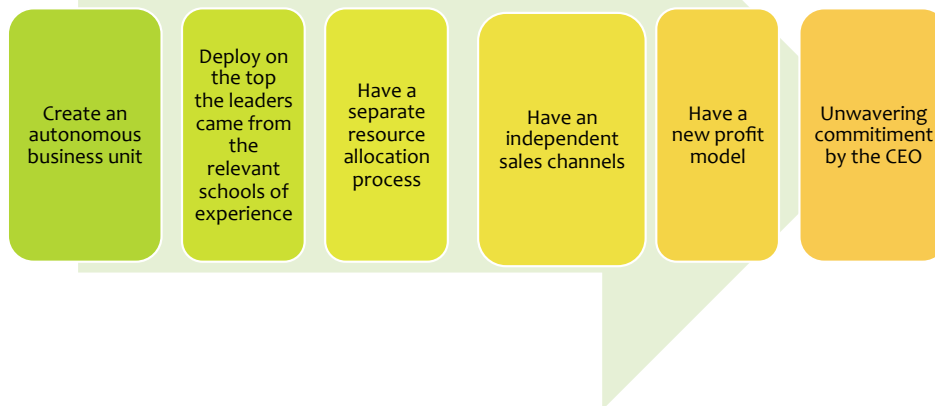 Create an
autonomous
business unit
Deploy on
the top
the leaders
came from
the
relevant
schools of
experience
Have a
separate
resource
allocation
process
Have an
independent
sales channels
Have a
new profit
model
Unwavering
commitiment
by the CEO